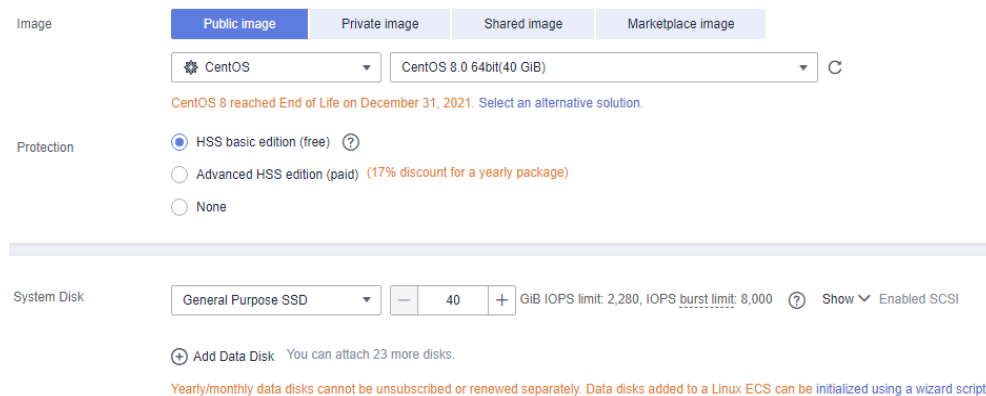 Image Public image Private image Shared image Marketplace image
CentOS CentOS 8.0 64bit(40 GiB)
CentOS 8 reached End of Life on December 31, 2021. Select an alternative solution.
Protection HSS basic edition (free) ?
Advanced HSS edition (paid) (17% discount for a yearly package)
None
System Disk General Purpose SSD — 40 + GiB IOPS limit: 2,280, IOPS burst limit: 8,000 ? Show Enabled SCSI
+ Add Data Disk You can attach 23 more disks.
Yearly/monthly data disks cannot be unsubscribed or renewed separately. Data disks added to a Linux ECS can be initialized using a wizard script